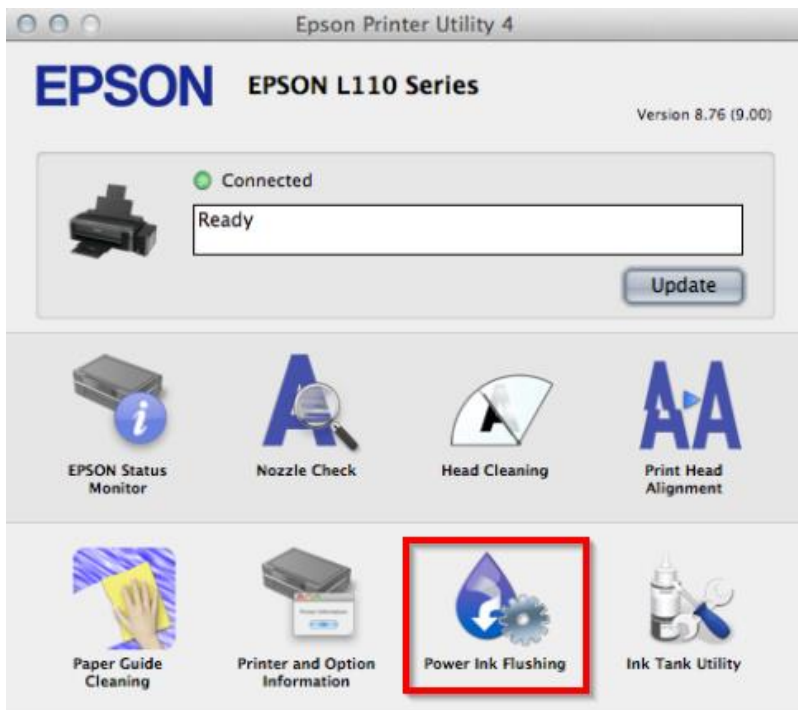 Epson Printer Utility 4
EPSON EPSON L110 Series
Version 8.76 (9.00)
Connected
Ready
Update
EPSON Status
Monitor
Nozzle Check
Head Cleaning
Print Head
Alignment
Paper Guide
Cleaning
Printer and Option
Information
Power Ink Flushing
Ink Tank Utility